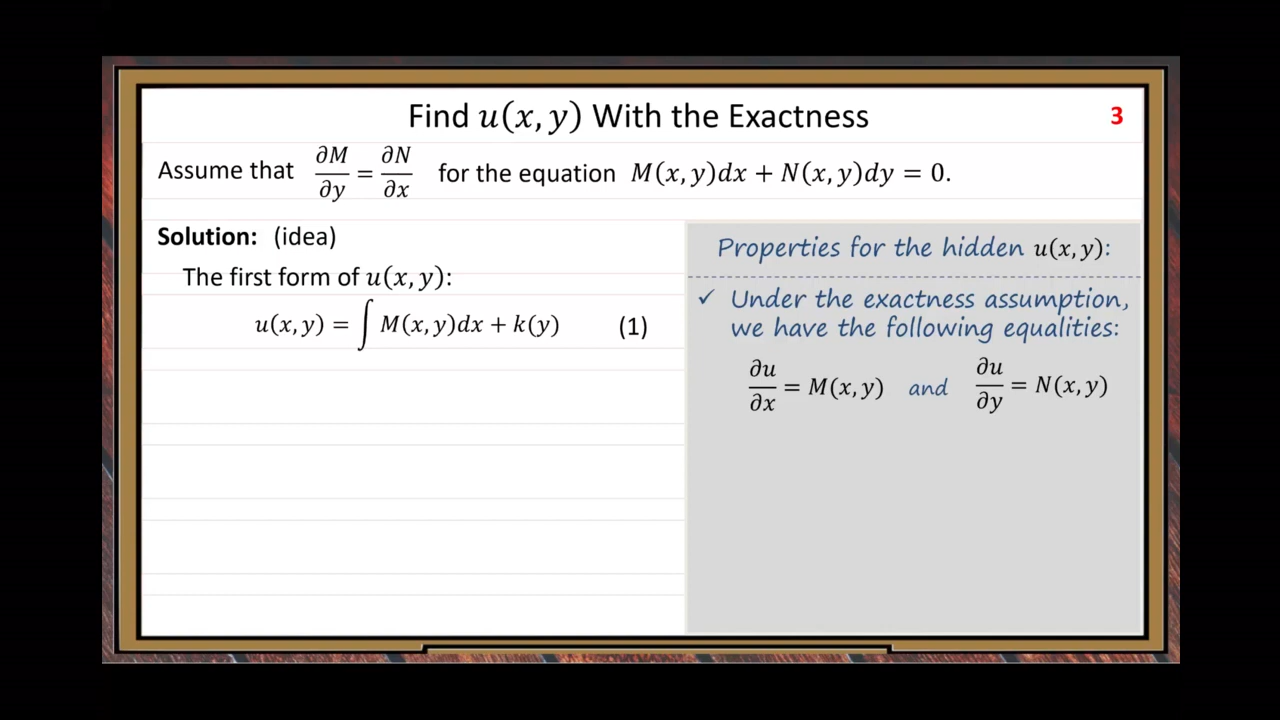 Find u(x, y) With the Exactness
3
Assume that ∂M/∂y = ∂N/∂x for the equation M(x, y)dx + N(x, y)dy = 0.
Solution: (idea)
The first form of u(x, y):
u(x, y) = ∫ M(x, y)dx + k(y) (1)
Properties for the hidden u(x, y):
✓ Under the exactness assumption,
we have the following equalities:
∂u/∂x = M(x, y) and ∂u/∂y = N(x, y)